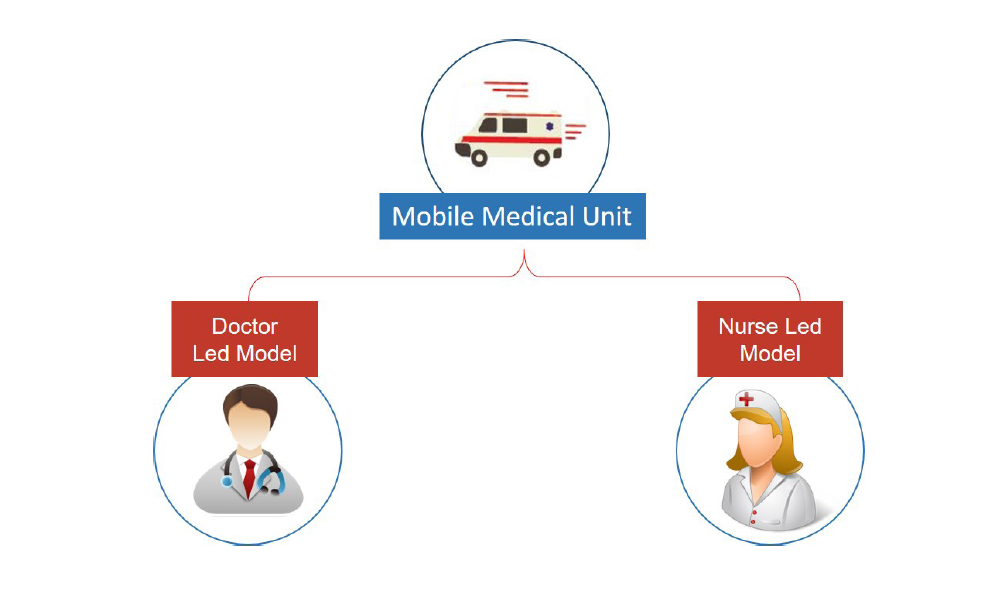 Mobile Medical Unit
Doctor
Led Model
Nurse Led
Model